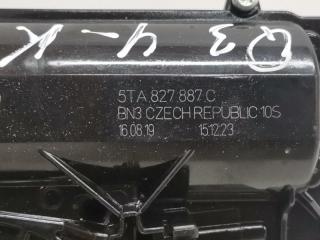 Q3 4-K
5TA.827.887.C
BN3 CZECH REPUBLIC 10S
16.08.19 15.12.23